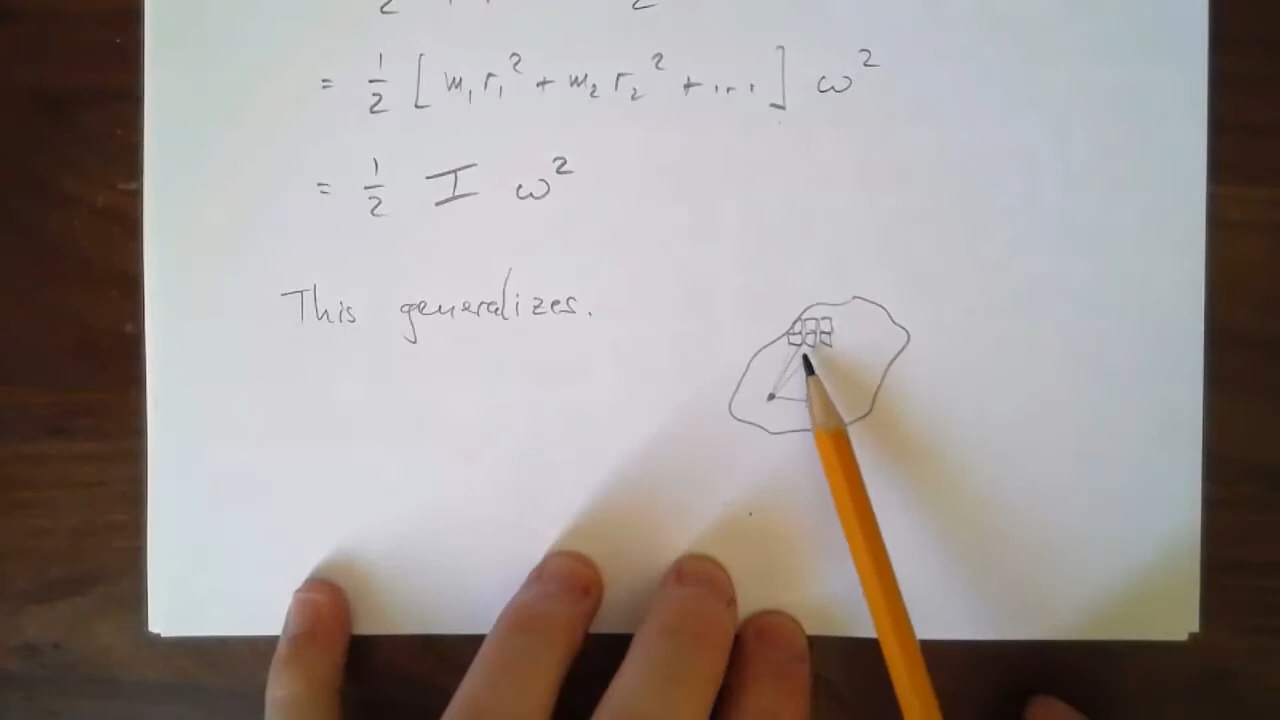 = 1/2 [ m₁r₁² + m₂r₂² + ... ] ω²
= 1/2 I ω²
This generalizes.